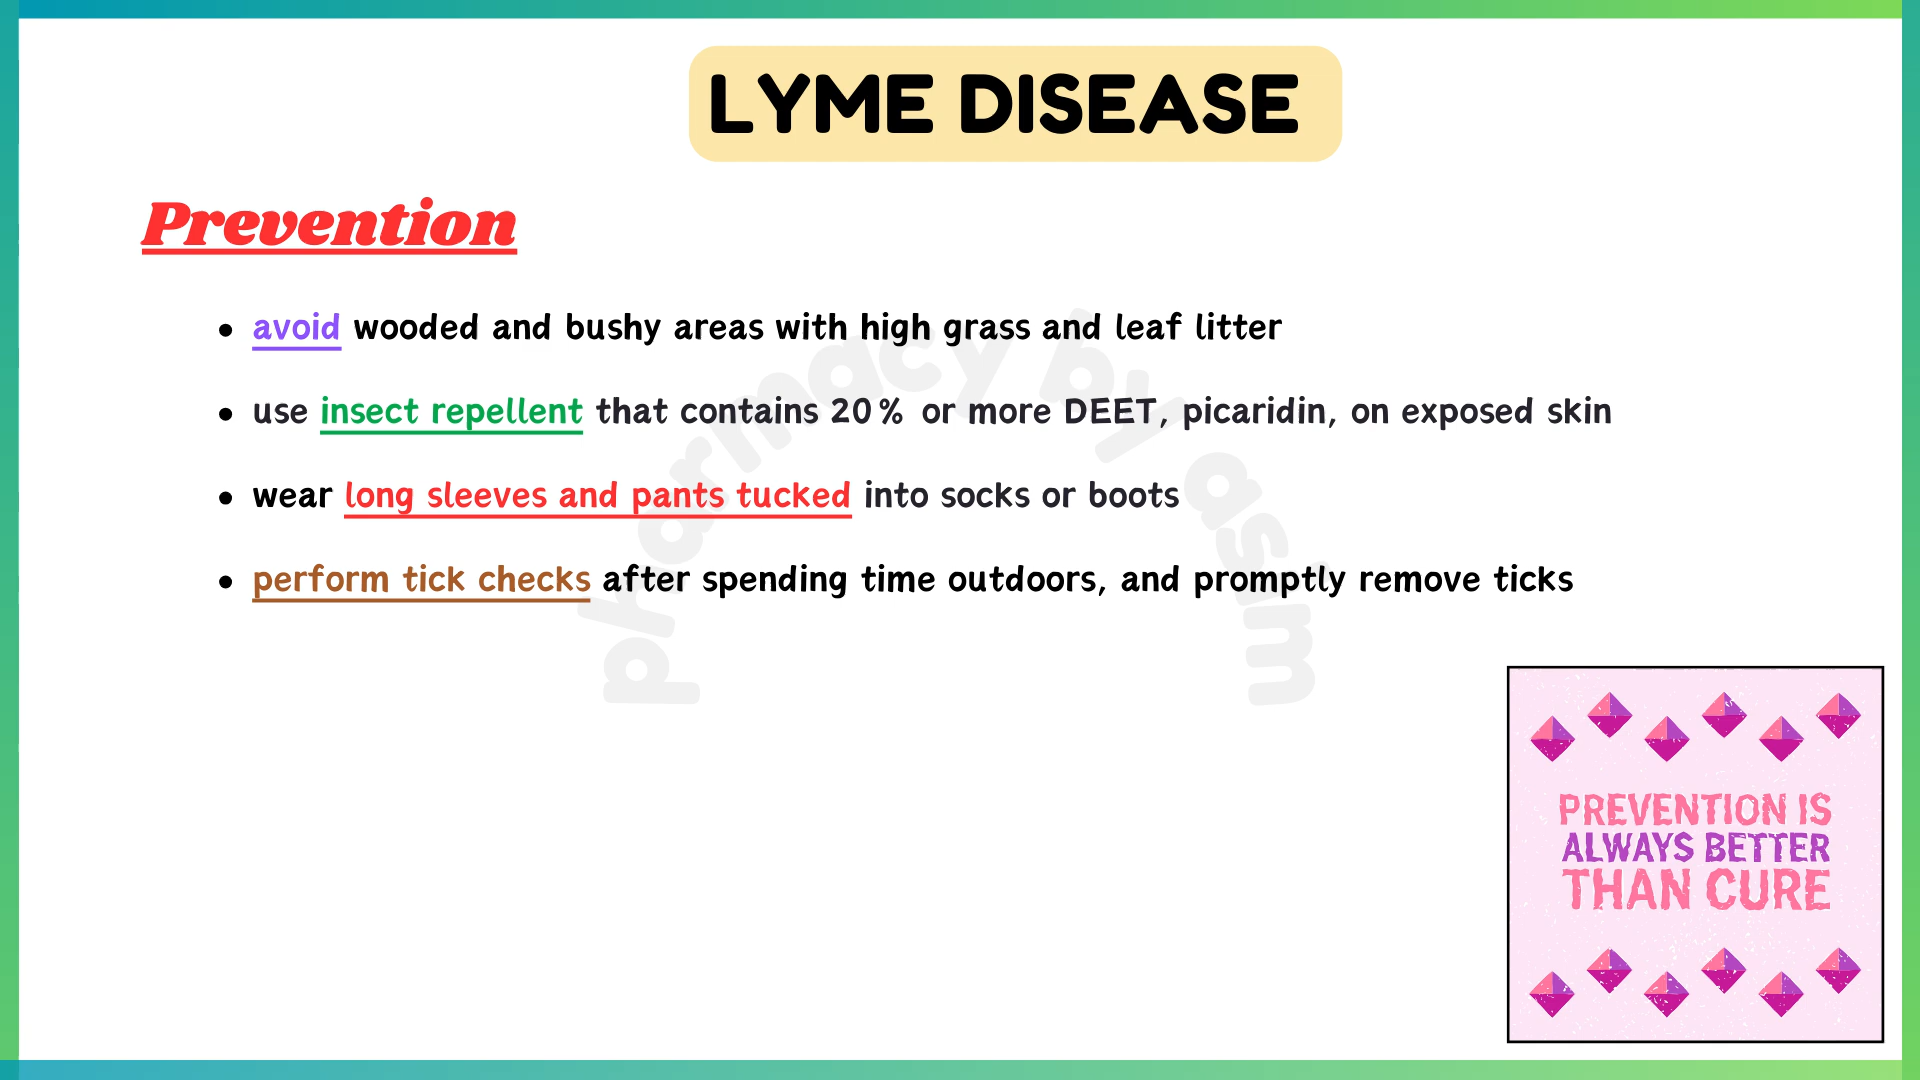 LYME DISEASE
Prevention
• avoid wooded and bushy areas with high grass and leaf litter
• use insect repellent that contains 20% or more DEET, picaridin, on exposed skin
• wear long sleeves and pants tucked into socks or boots
• perform tick checks after spending time outdoors, and promptly remove ticks
pharmacy by asam
PREVENTION IS
ALWAYS BETTER
THAN CURE